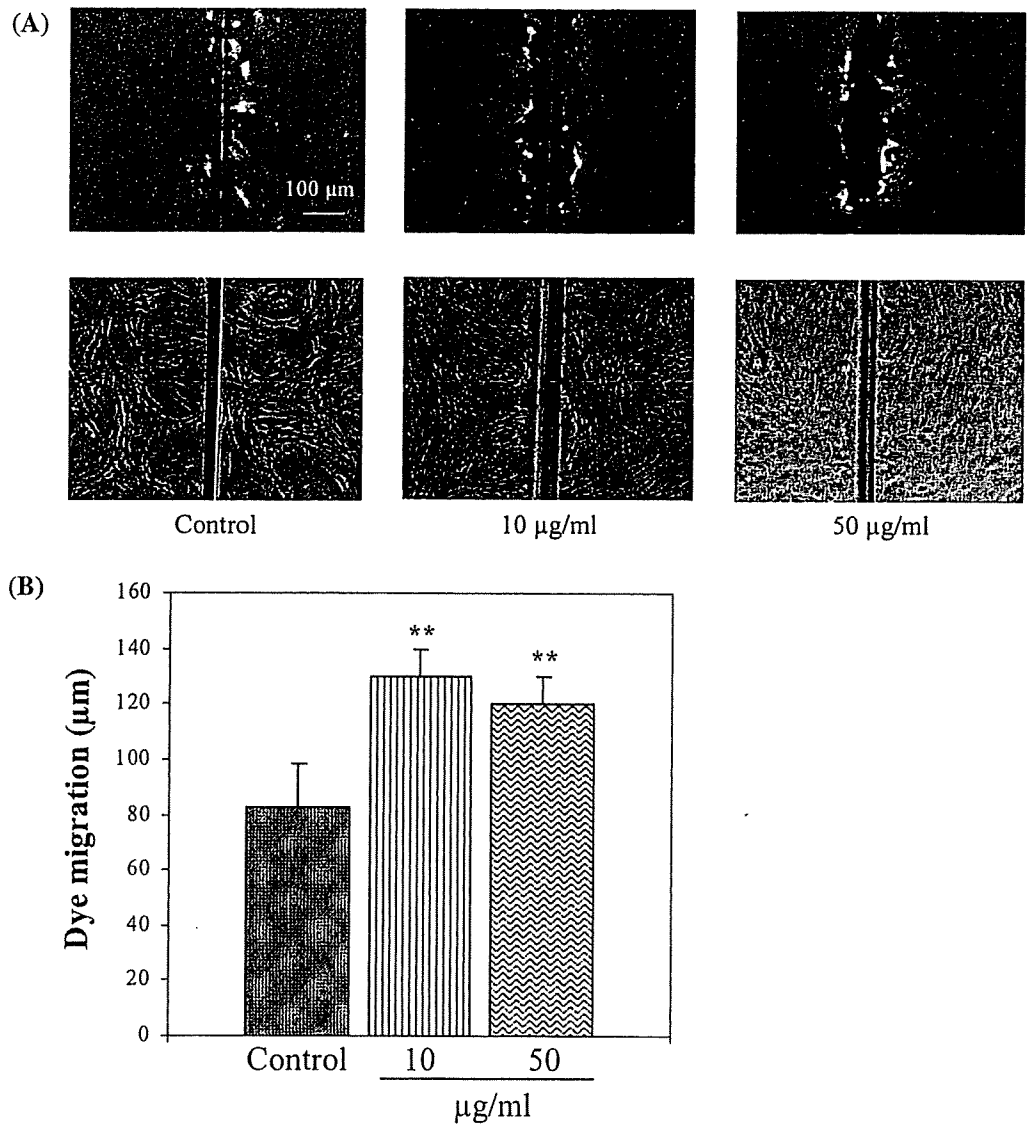 (A)
100 μm
Control
10 μg/ml
50 μg/ml
(B)
Dye migration (μm)
160
140
120
100
80
60
40
20
0
**
**
Control
10
50
μg/ml